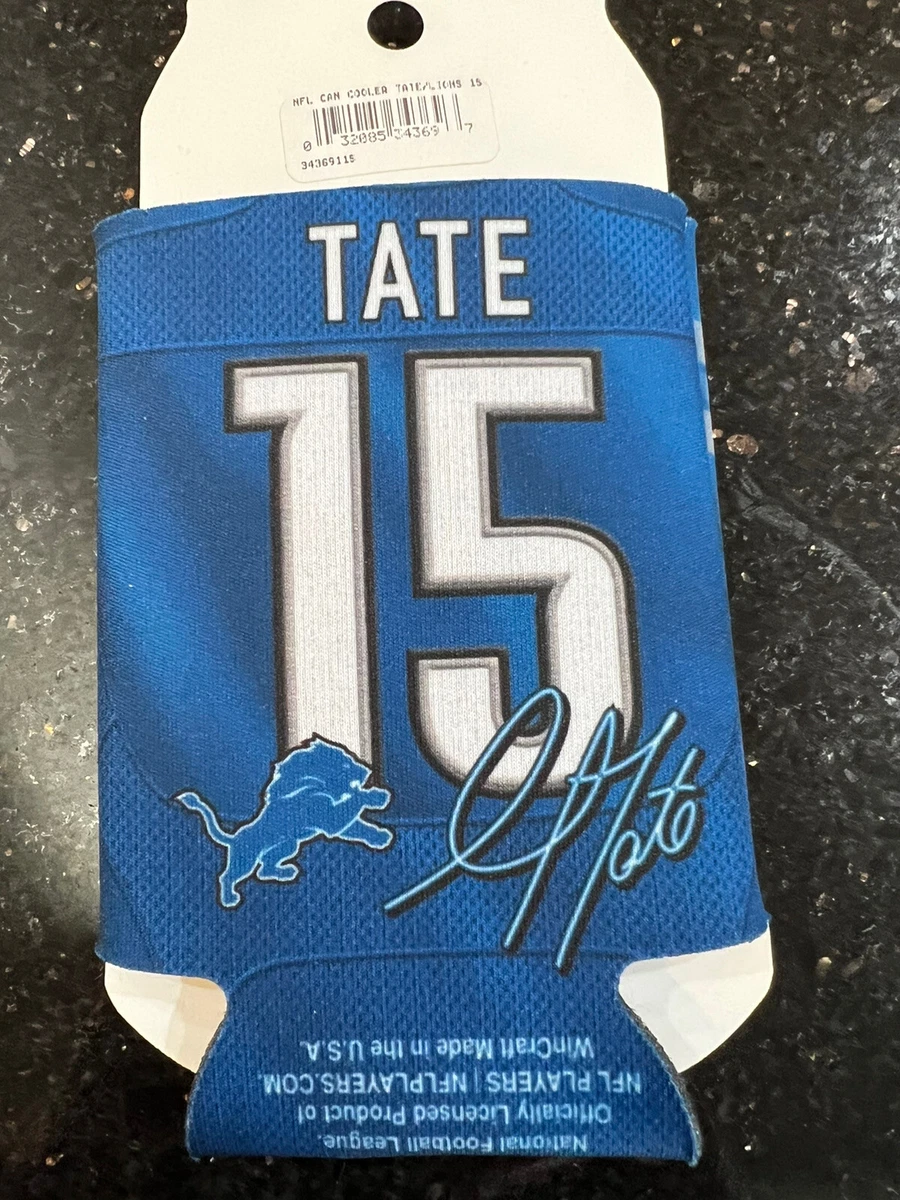 NFL CAN COOLER TATE/LIONS 15
0 32085 34369 7
34369115
TATE
15
Tate
National Football League.
Officially Licensed Product of
NFL PLAYERS | NFLPLAYERS.COM.
WinCraft Made in the U.S.A.